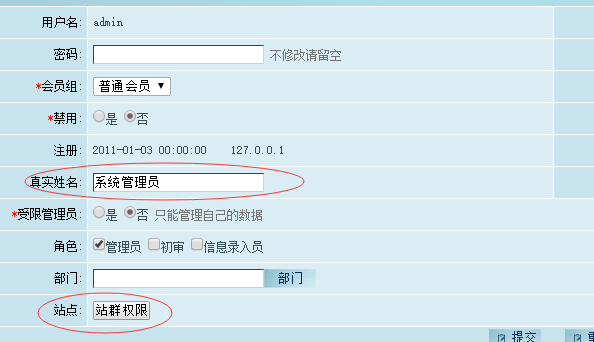 用户名: admin
密码: 不修改请留空
*会员组: 普通会员
*禁用: 是 否
注册: 2011-01-03 00:00:00 127.0.0.1
真实姓名: 系统管理员
*受限管理员: 是 否 只能管理自己的数据
角色: 管理员 初审 信息录入员
部门: 部门
站点: 站群权限
提交